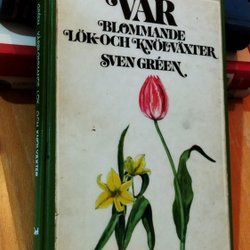 VÅR
BLOMMANDE
LÖK-OCH KNÖLVÄXTER
SVEN GRÉEN